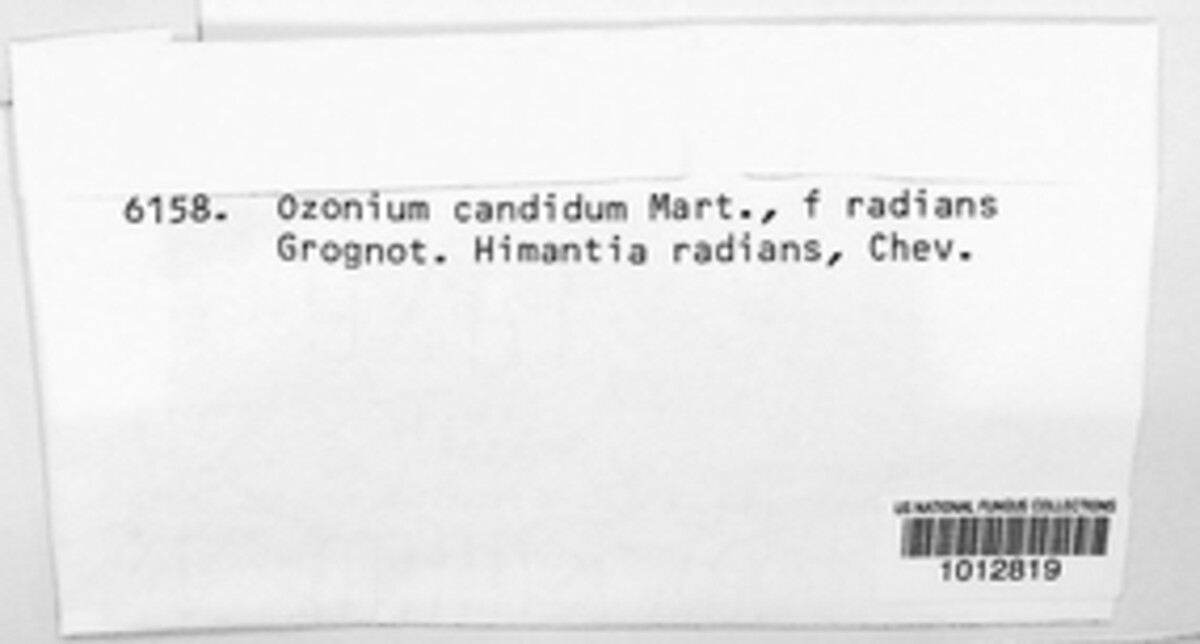 6158. Ozonium candidum Mart., f radians
Grognot. Himantia radians, Chev.
US NATIONAL FUNGUS COLLECTIONS
1012819